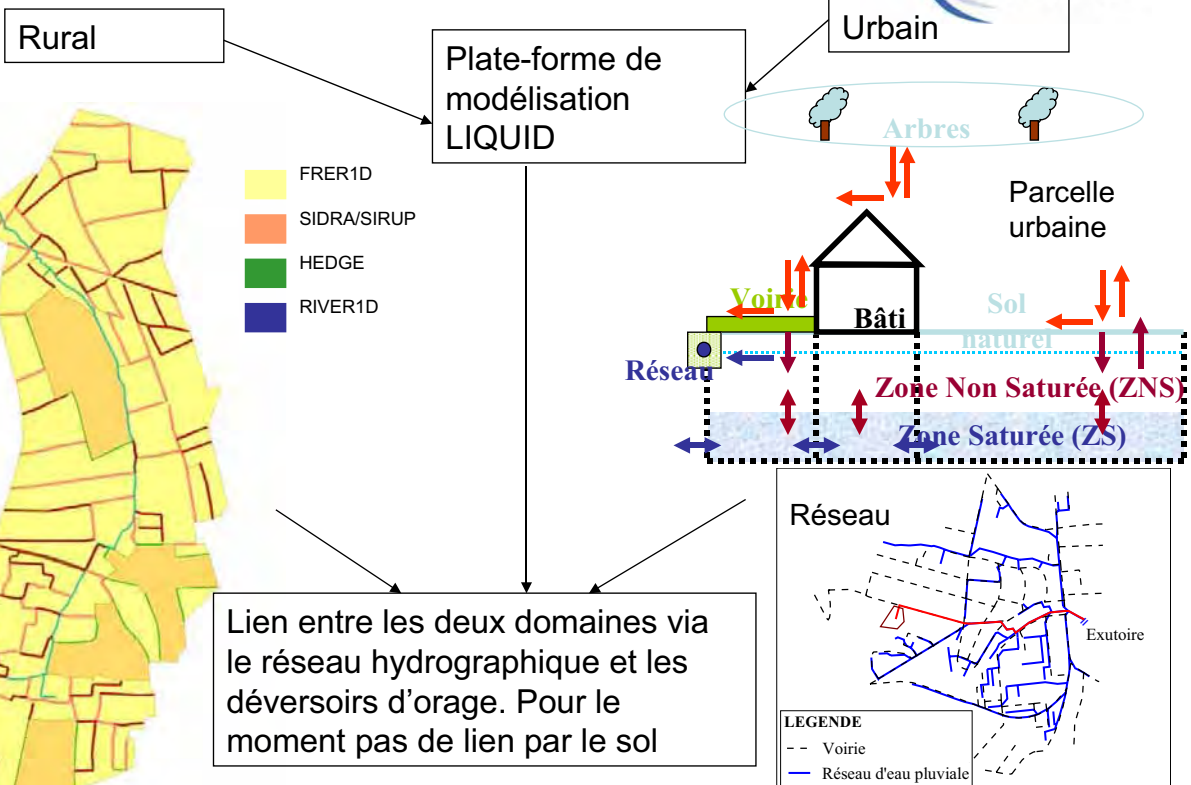 Rural
Plate-forme de
modélisation
LIQUID
Urbain
FRER1D
SIDRA/SIRUP
HEDGE
RIVER1D
Arbres
Parcelle
urbaine
Voirie
Bâti
Sol
naturel
Réseau
Zone Non Saturée (ZNS)
Zone Saturée (ZS)
Réseau
Exutoire
LEGENDE
Voirie
Réseau d'eau pluviale
Lien entre les deux domaines via
le réseau hydrographique et les
déversoirs d'orage. Pour le
moment pas de lien par le sol